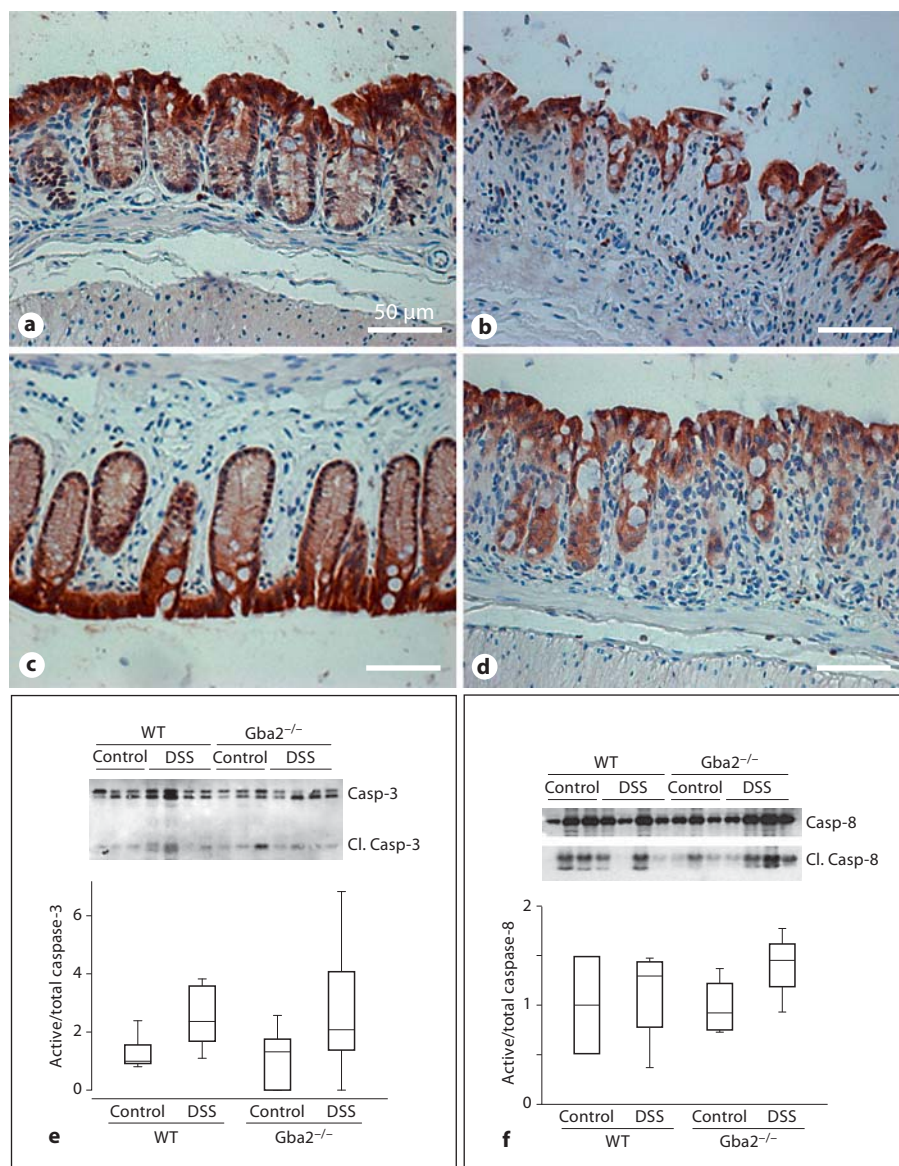 a
50 µm
b
c
d
WT Gba2–/–
Control DSS Control DSS
Casp-3
Cl. Casp-3
Active/total caspase-3
6
4
2
0
Control DSS Control DSS
WT Gba2–/–
e
WT Gba2–/–
Control DSS Control DSS
Casp-8
Cl. Casp-8
Active/total caspase-8
2
1
0
Control DSS Control DSS
WT Gba2–/–
f